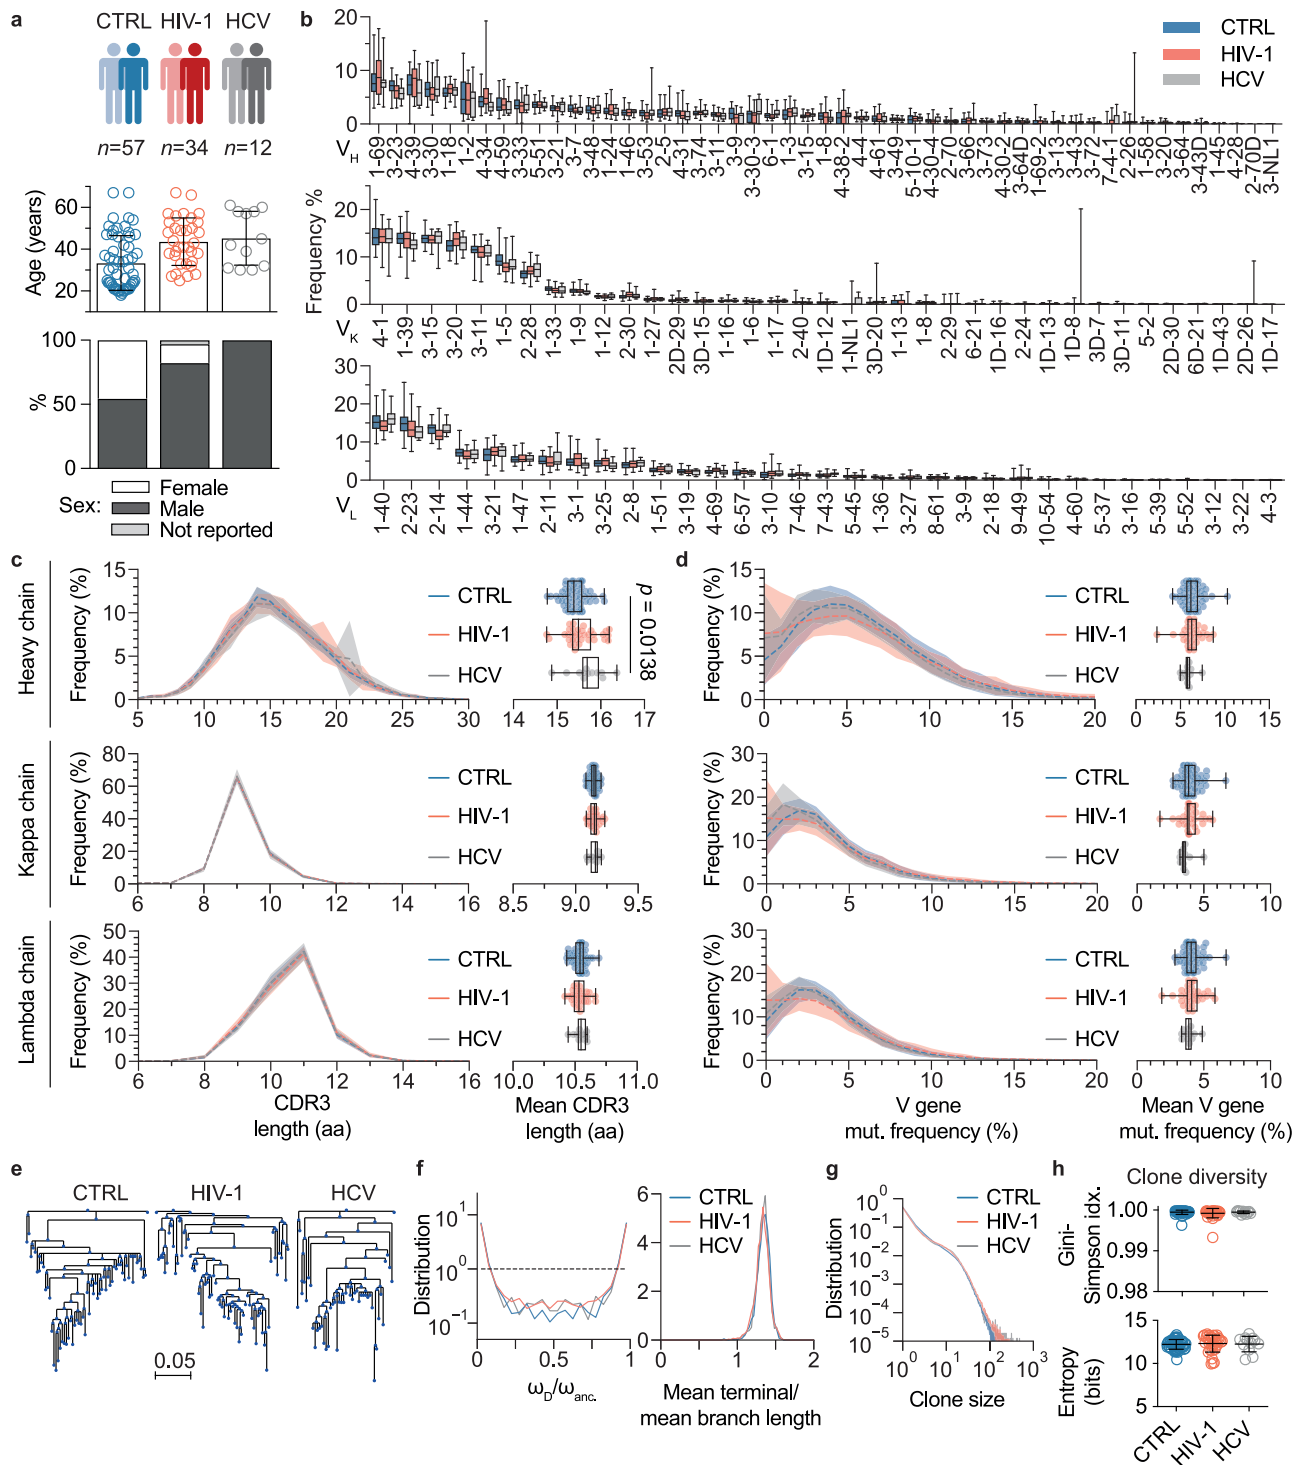 a
CTRL HIV-1 HCV
n=57 n=34 n=12
Age (years)
60
40
20
%
100
50
0
Sex:
Female
Male
Not reported
b
CTRL
HIV-1
HCV
Frequency %
20
10
0
VH
1-69 3-23 4-39 3-30 1-18 1-2 4-34 4-59 3-33 5-51 3-21 3-7 3-48 1-24 1-46 3-53 2-5 4-31 3-74 3-11 3-9 3-30-3 6-1 1-3 3-15 1-8 4-38-2 4-4 4-61 3-49 5-10-1 4-30-4 2-70 3-66 3-73 4-30-2 3-64D 1-69-2 3-13 3-43 3-72 7-4-1 2-26 1-58 3-20 3-64 3-43D 1-45 4-28 2-70D 3-NL1
20
10
0
VK
4-1 1-39 3-15 3-20 3-11 1-5 2-28 1-33 1-9 1-12 2-30 1-27 2D-29 3D-15 1-16 1-6 1-17 2-40 1D-12 1-NL1 3D-20 1-13 1-8 2-29 6-21 1D-16 2-24 1D-13 1D-8 3D-7 3D-11 5-2 2D-30 6D-21 1D-43 2D-26 1D-17
30
20
10
0
VL
1-40 2-23 2-14 1-44 3-21 1-47 2-11 3-1 3-25 2-8 1-51 3-19 4-69 6-57 3-10 7-46 7-43 5-45 1-36 3-27 8-61 3-9 2-18 9-49 10-54 4-60 5-37 3-16 5-39 5-52 3-12 3-22 4-3
c
Heavy chain
Frequency (%)
15
10
5
0
5 10 15 20 25 30
CTRL
HIV-1
HCV
p = 0.0138
14 15 16 17
Kappa chain
Frequency (%)
80
60
40
20
0
6 8 10 12 14 16
CTRL
HIV-1
HCV
8.5 9.0 9.5
Lambda chain
Frequency (%)
50
40
30
20
10
0
6 8 10 12 14 16
CTRL
HIV-1
HCV
10.0 10.5 11.0
CDR3
length (aa)
Mean CDR3
length (aa)
d
Frequency (%)
15
10
5
0
0 5 10 15 20
CTRL
HIV-1
HCV
0 5 10 15
Frequency (%)
30
20
10
0
0 5 10 15 20
CTRL
HIV-1
HCV
0 5 10
Frequency (%)
30
20
10
0
0 5 10 15 20
CTRL
HIV-1
HCV
0 5 10
V gene
mut. frequency (%)
Mean V gene
mut. frequency (%)
e
CTRL HIV-1 HCV
0.05
f
Distribution
10^1
10^0
10^-1
0 1
ωD/ωanc.
CTRL
HIV-1
HCV
6
4
2
0
0 1 2
Mean terminal/
mean branch length
g
Distribution
10^0
10^-1
10^-2
10^-3
10^-4
10^-5
CTRL
HIV-1
HCV
10^0 10^1 10^2 10^3
Clone size
h
Clone diversity
Gini-
Simpson idx.
1.00
0.99
0.98
Entropy
(bits)
15
10
5
CTRL HIV-1 HCV